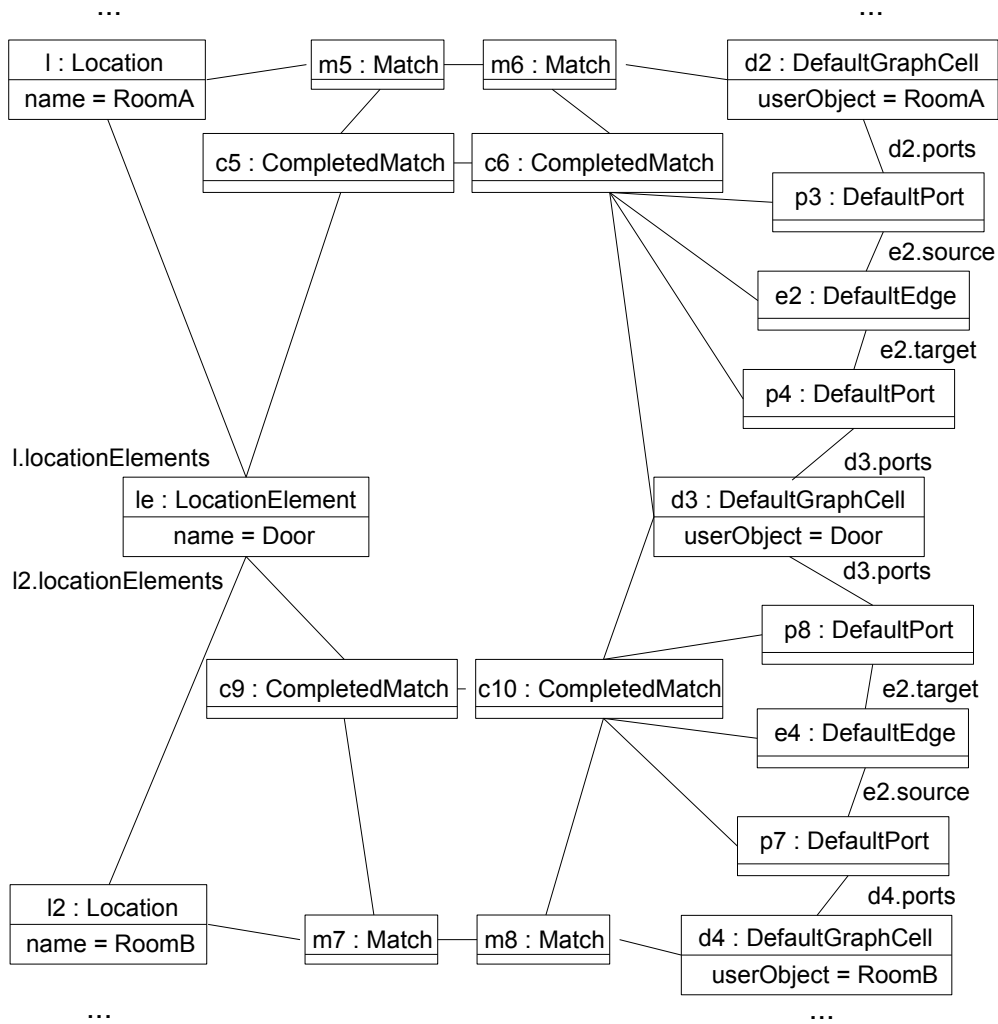 ...
...
l : Location
name = RoomA
m5 : Match
m6 : Match
d2 : DefaultGraphCell
userObject = RoomA
d2.ports
c5 : CompletedMatch
c6 : CompletedMatch
p3 : DefaultPort
e2.source
e2 : DefaultEdge
e2.target
p4 : DefaultPort
l.locationElements
d3.ports
le : LocationElement
name = Door
d3 : DefaultGraphCell
userObject = Door
l2.locationElements
d3.ports
p8 : DefaultPort
c9 : CompletedMatch
c10 : CompletedMatch
e2.target
e4 : DefaultEdge
e2.source
p7 : DefaultPort
d4.ports
l2 : Location
name = RoomB
m7 : Match
m8 : Match
d4 : DefaultGraphCell
userObject = RoomB
...
...